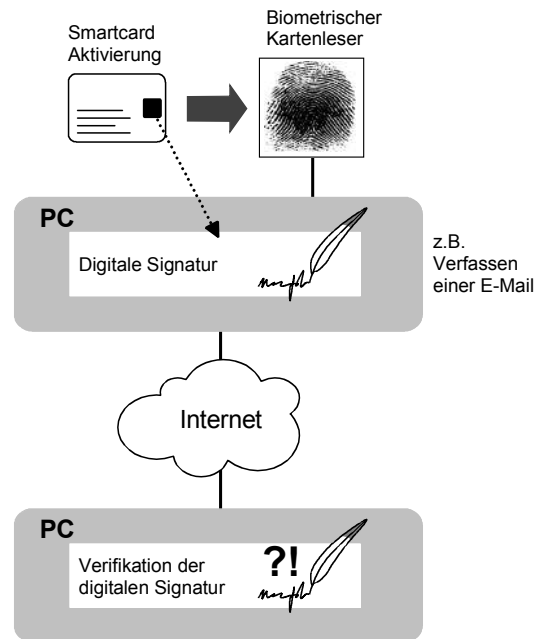 Smartcard
Aktivierung
Biometrischer
Kartenleser
PC
Digitale Signatur
z.B.
Verfassen
einer E-Mail
Internet
PC
Verifikation der
digitalen Signatur
?!